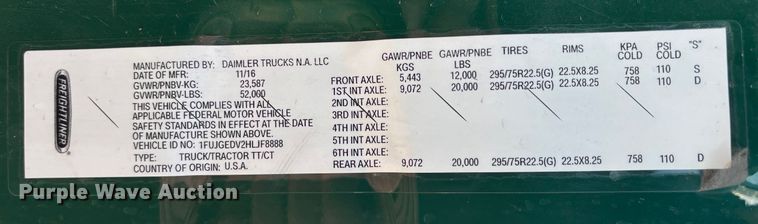 FREIGHTLINER
MANUFACTURED BY: DAIMLER TRUCKS N.A. LLC
DATE OF MFR: 11/16
GVWR/PNBV-KG: 23,587
GVWR/PNBV-LBS: 52,000
THIS VEHICLE COMPLIES WITH ALL
APPLICABLE FEDERAL MOTOR VEHICLE
SAFETY STANDARDS IN EFFECT AT THE DATE
OF MANUFACTURE SHOWN ABOVE.
VEHICLE ID NO: 1FUJGEDV2HLJF8888
TYPE: TRUCK/TRACTOR TT/CT
COUNTRY OF ORIGIN: U.S.A.
GAWR/PNBE GAWR/PNBE TIRES RIMS KPA PSI "S"
KGS LBS COLD COLD
FRONT AXLE: 5,443 12,000 295/75R22.5(G) 22.5X8.25 758 110 S
1ST INT AXLE: 9,072 20,000 295/75R22.5(G) 22.5X8.25 758 110 D
2ND INT AXLE:
3RD INT AXLE:
4TH INT AXLE:
5TH INT AXLE:
6TH INT AXLE:
REAR AXLE: 9,072 20,000 295/75R22.5(G) 22.5X8.25 758 110 D
Purple Wave Auction